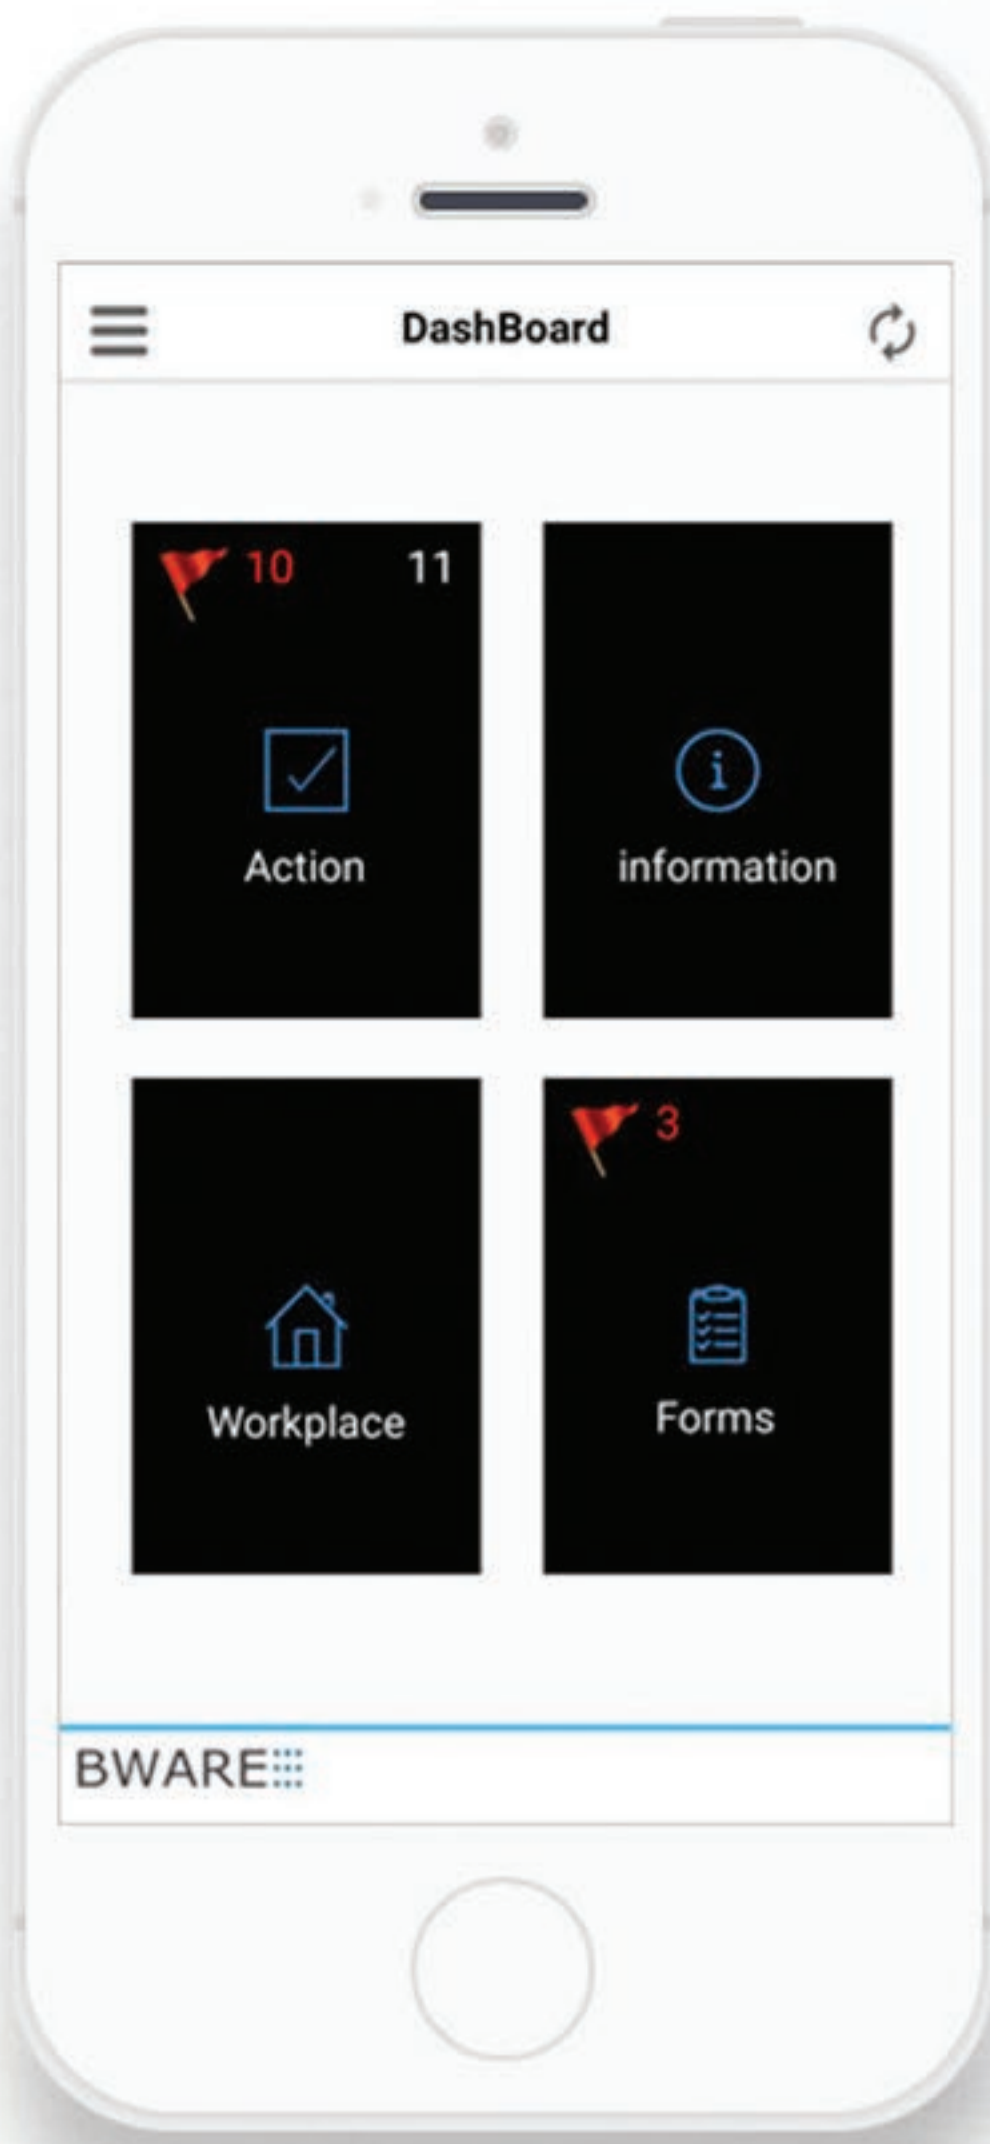 DashBoard
10 11
Action
information
3
Workplace
Forms
BWARE